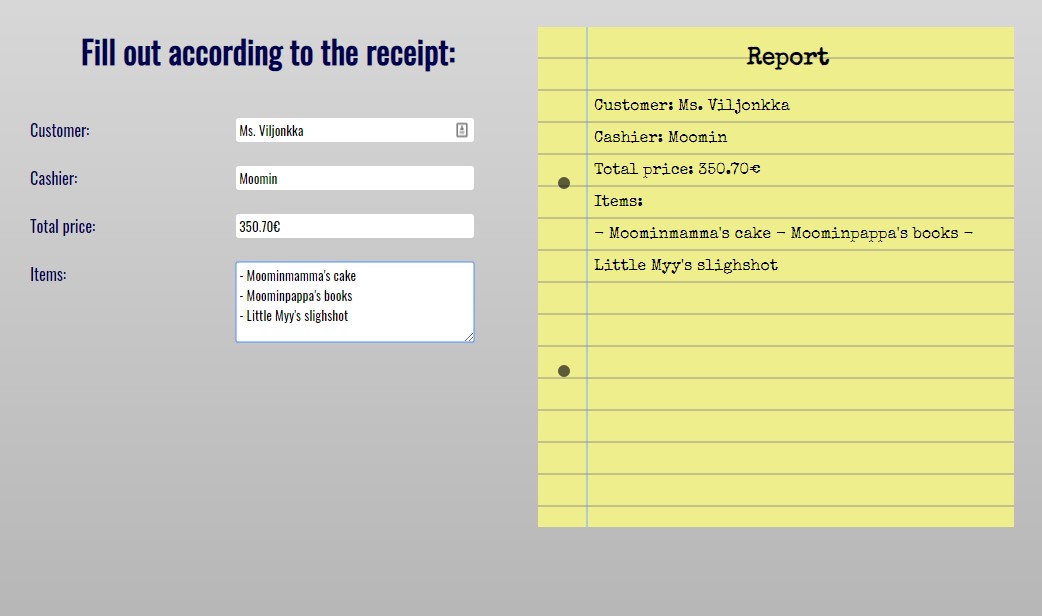 Fill out according to the receipt:
Customer:
Ms. Viljonkka
Cashier:
Moomin
Total price:
350.70€
Items:
- Moominmamma's cake
- Moominpappa's books
- Little Myy's slighshot
Report
Customer: Ms. Viljonkka
Cashier: Moomin
Total price: 350.70€
Items:
- Moominmamma's cake - Moominpappa's books -
Little Myy's slighshot